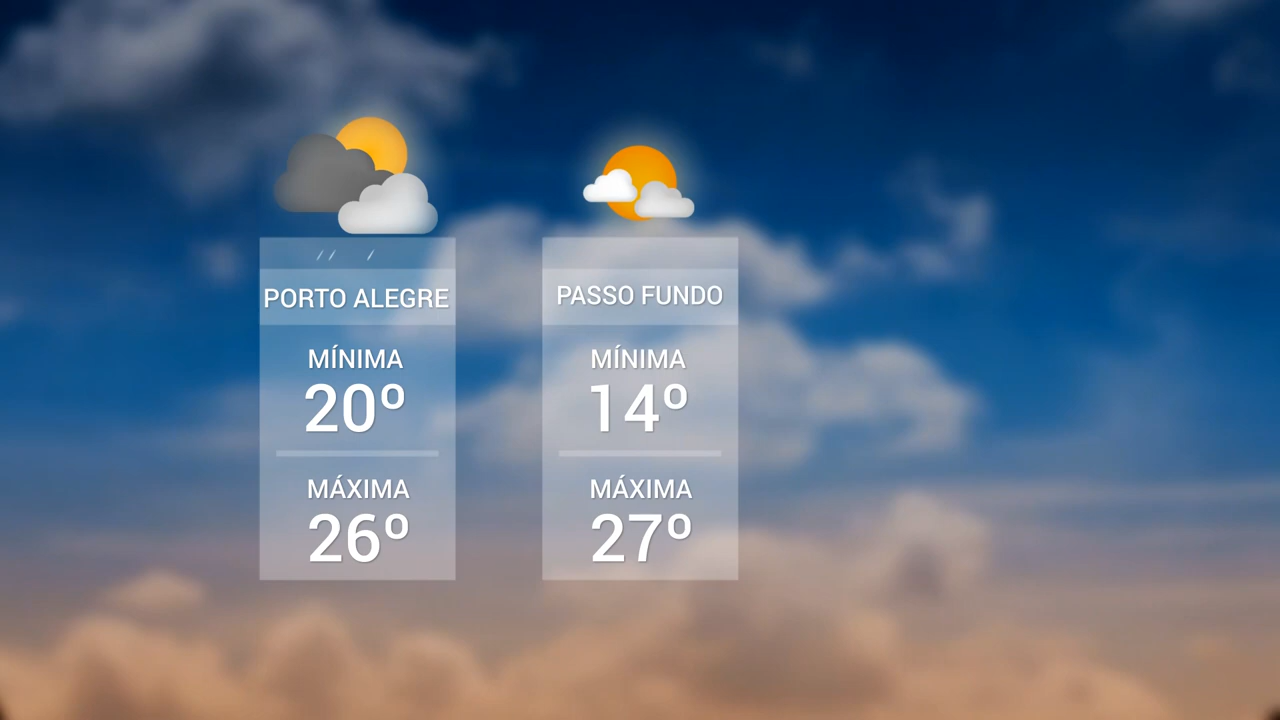 PORTO ALEGRE
MÍNIMA
20º
MÁXIMA
26º
PASSO FUNDO
MÍNIMA
14º
MÁXIMA
27º